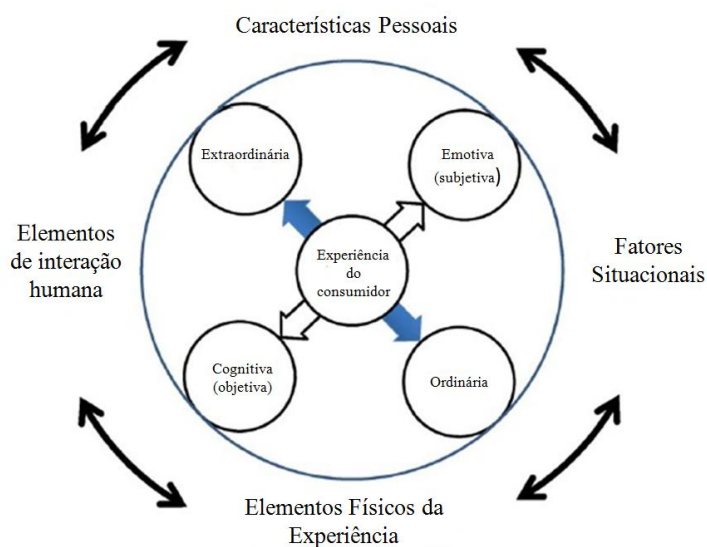 Características Pessoais
Extraordinária
Emotiva
(subjetiva)
Elementos
de interação
humana
Experiência
do
consumidor
Fatores
Situacionais
Cognitiva
(objetiva)
Ordinária
Elementos Físicos da
Experiência